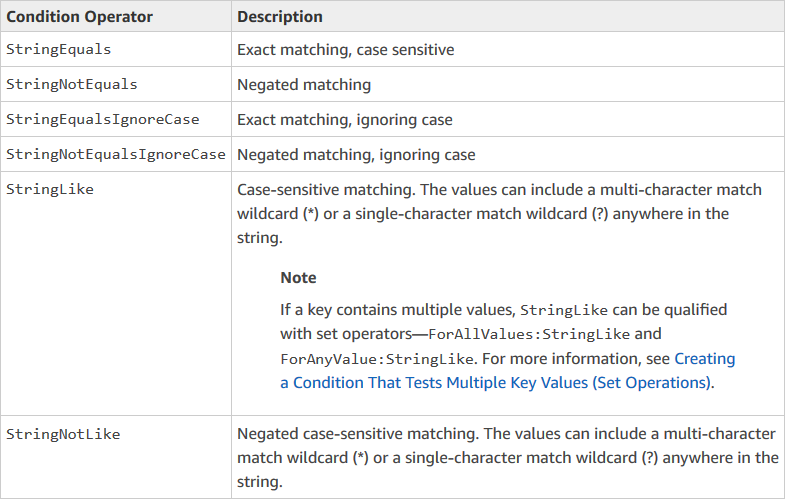 Condition Operator Description
StringEquals Exact matching, case sensitive
StringNotEquals Negated matching
StringEqualsIgnoreCase Exact matching, ignoring case
StringNotEqualsIgnoreCase Negated matching, ignoring case
StringLike Case-sensitive matching. The values can include a multi-character match
wildcard (*) or a single-character match wildcard (?) anywhere in the
string.
Note
If a key contains multiple values, StringLike can be qualified
with set operators—ForAllValues:StringLike and
ForAnyValue:StringLike. For more information, see Creating
a Condition That Tests Multiple Key Values (Set Operations).
StringNotLike Negated case-sensitive matching. The values can include a multi-character
match wildcard (*) or a single-character match wildcard (?) anywhere in the
string.